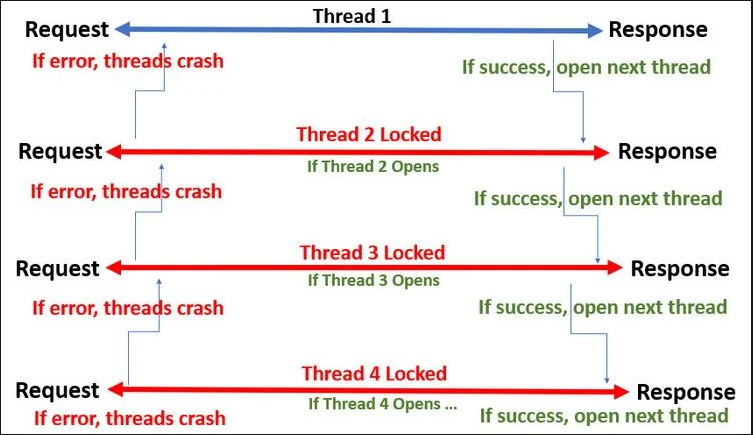 Thread 1
Request
Response
If error, threads crash
If success, open next thread
Thread 2 Locked
Request
Response
If Thread 2 Opens
If error, threads crash
If success, open next thread
Thread 3 Locked
Request
Response
If Thread 3 Opens
If error, threads crash
If success, open next thread
Thread 4 Locked
Request
Response
If Thread 4 Opens ...
If error, threads crash
If success, open next thread